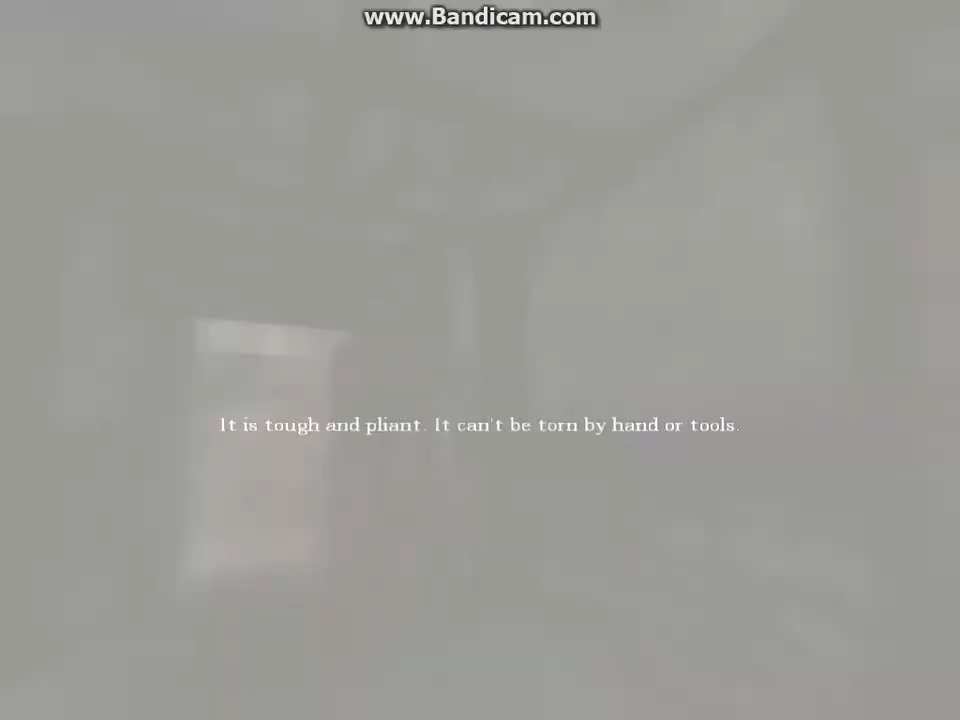 www.Bandicam.com
It is tough and pliant. It can't be torn by hand or tools.